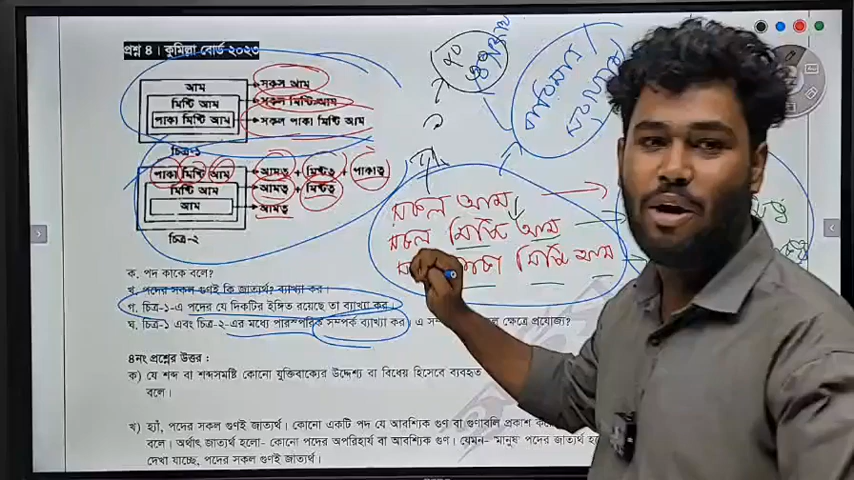 প্রশ্ন ৪। কুমিল্লা বোর্ড ২০২৩
আম
মিষ্টি আম
পাকা মিষ্টি আম
সকল আম
সকল মিষ্টি আম
সকল পাকা মিষ্টি আম
চিত্র-১
পাকা মিষ্টি আম
মিষ্টি আম
আম
আমত্ব + মিষ্টত্ব + পাকাত্ব
আমত্ব + মিষ্টত্ব
আমত্ব
চিত্র-২
সকল আম
সকল মিষ্টি আম
মিষ্টি আম
ক. পদ কাকে বলে?
খ. পদের সকল গুণই কি জাত্যর্থ? ব্যাখ্যা কর।
গ. চিত্র-১-এ পদের যে দিকটির ইঙ্গিত রয়েছে তা ব্যাখ্যা কর।
ঘ. চিত্র-১ এবং চিত্র-২-এর মধ্যে পারস্পরিক সম্পর্ক ব্যাখ্যা কর। এ ক্ষেত্রে প্রযোজ্য?
৪নং প্রশ্নের উত্তর :
ক) যে শব্দ বা শব্দসমষ্টি কোনো যুক্তিবাক্যের উদ্দেশ্য বা বিধেয় হিসেবে ব্যবহৃত
বলে।
খ) হ্যাঁ, পদের সকল গুণই জাত্যর্থ। কোনো একটি পদ যে আবশ্যিক গুণ বা গুণাবলি প্রকাশ
বলে। অর্থাৎ জাত্যর্থ হলো- কোনো পদের অপরিহার্য বা আবশ্যিক গুণ। যেমন- 'মানুষ' পদের জাত্যর্থ
দেখা যাচ্ছে, পদের সকল গুণই জাত্যর্থ।